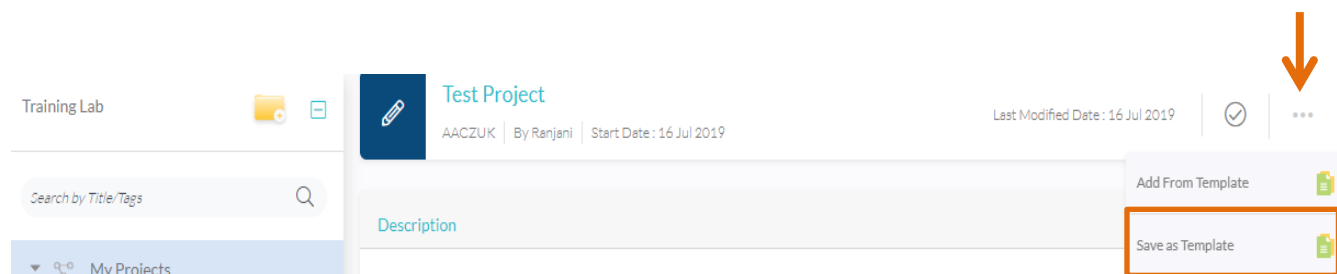 Training Lab
Test Project
AACZUK By Ranjani Start Date : 16 Jul 2019
Last Modified Date : 16 Jul 2019
Search by Title/Tags
Description
Add From Template
Save as Template
My Projects